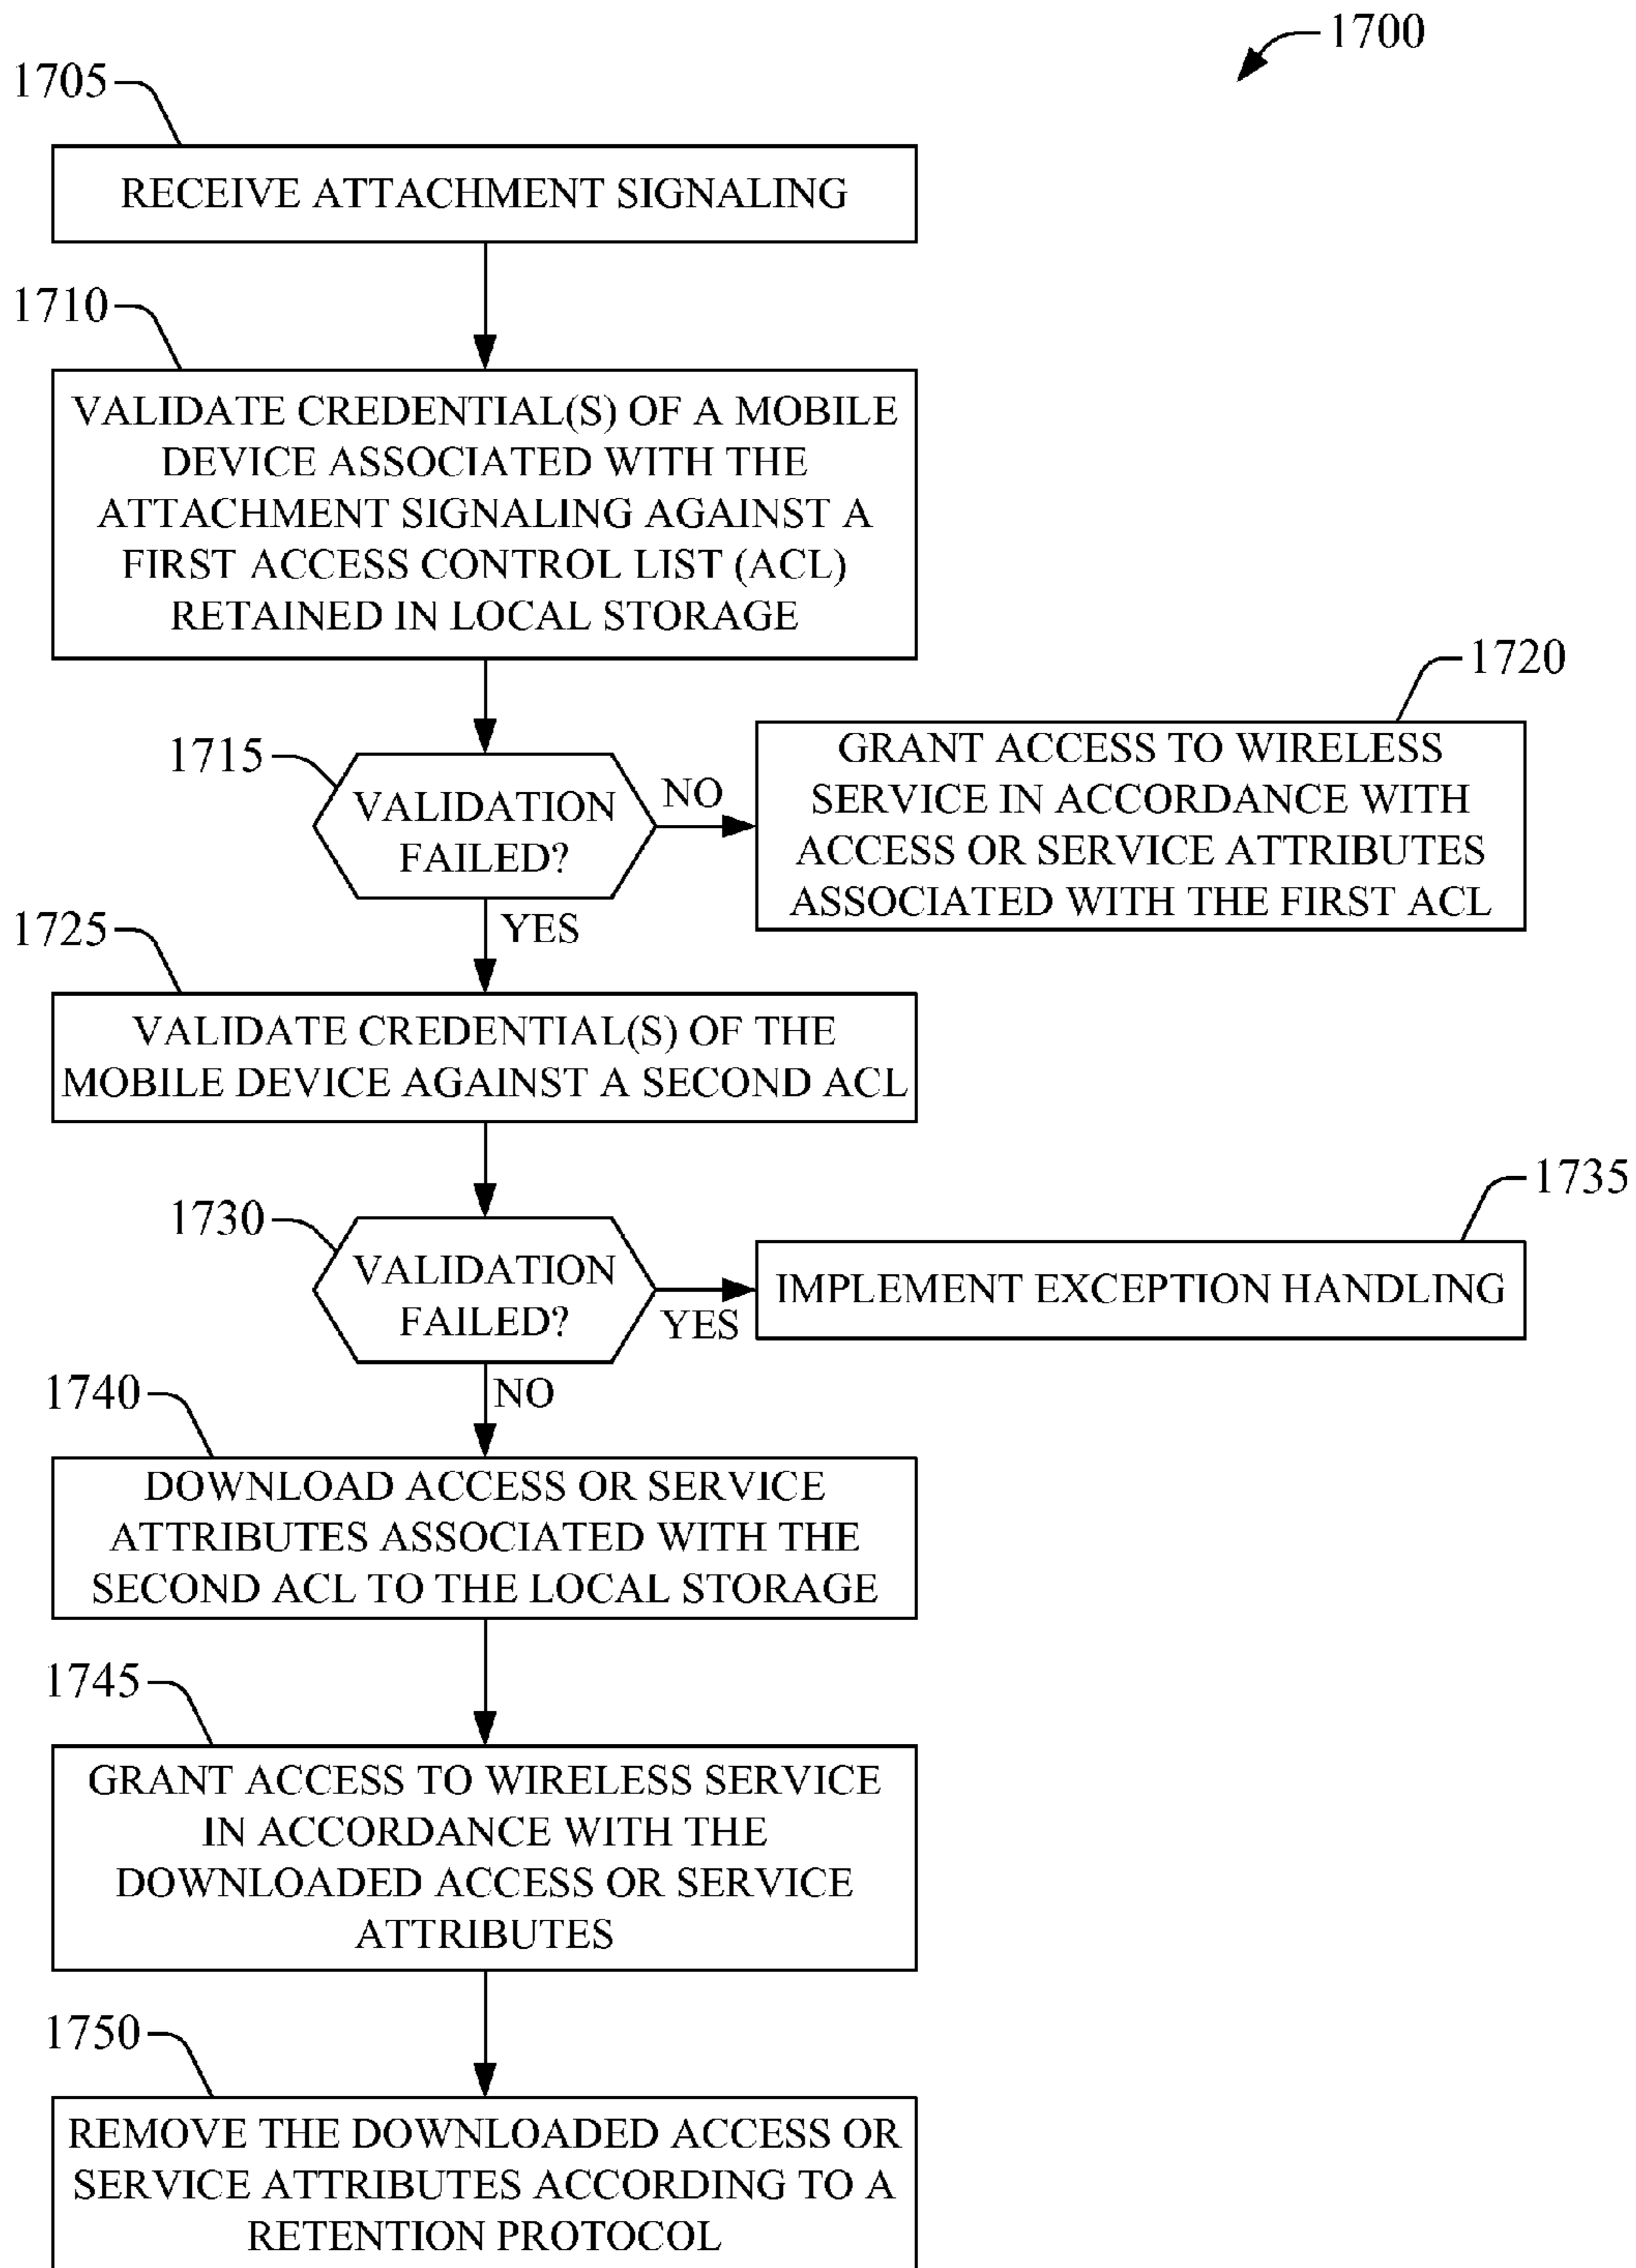 1700
1705
RECEIVE ATTACHMENT SIGNALING
1710
VALIDATE CREDENTIAL(S) OF A MOBILE
DEVICE ASSOCIATED WITH THE
ATTACHMENT SIGNALING AGAINST A
FIRST ACCESS CONTROL LIST (ACL)
RETAINED IN LOCAL STORAGE
1715
VALIDATION
FAILED?
NO
1720
GRANT ACCESS TO WIRELESS
SERVICE IN ACCORDANCE WITH
ACCESS OR SERVICE ATTRIBUTES
ASSOCIATED WITH THE FIRST ACL
YES
1725
VALIDATE CREDENTIAL(S) OF THE
MOBILE DEVICE AGAINST A SECOND ACL
1730
VALIDATION
FAILED?
YES
1735
IMPLEMENT EXCEPTION HANDLING
NO
1740
DOWNLOAD ACCESS OR SERVICE
ATTRIBUTES ASSOCIATED WITH THE
SECOND ACL TO THE LOCAL STORAGE
1745
GRANT ACCESS TO WIRELESS SERVICE
IN ACCORDANCE WITH THE
DOWNLOADED ACCESS OR SERVICE
ATTRIBUTES
1750
REMOVE THE DOWNLOADED ACCESS OR
SERVICE ATTRIBUTES ACCORDING TO A
RETENTION PROTOCOL